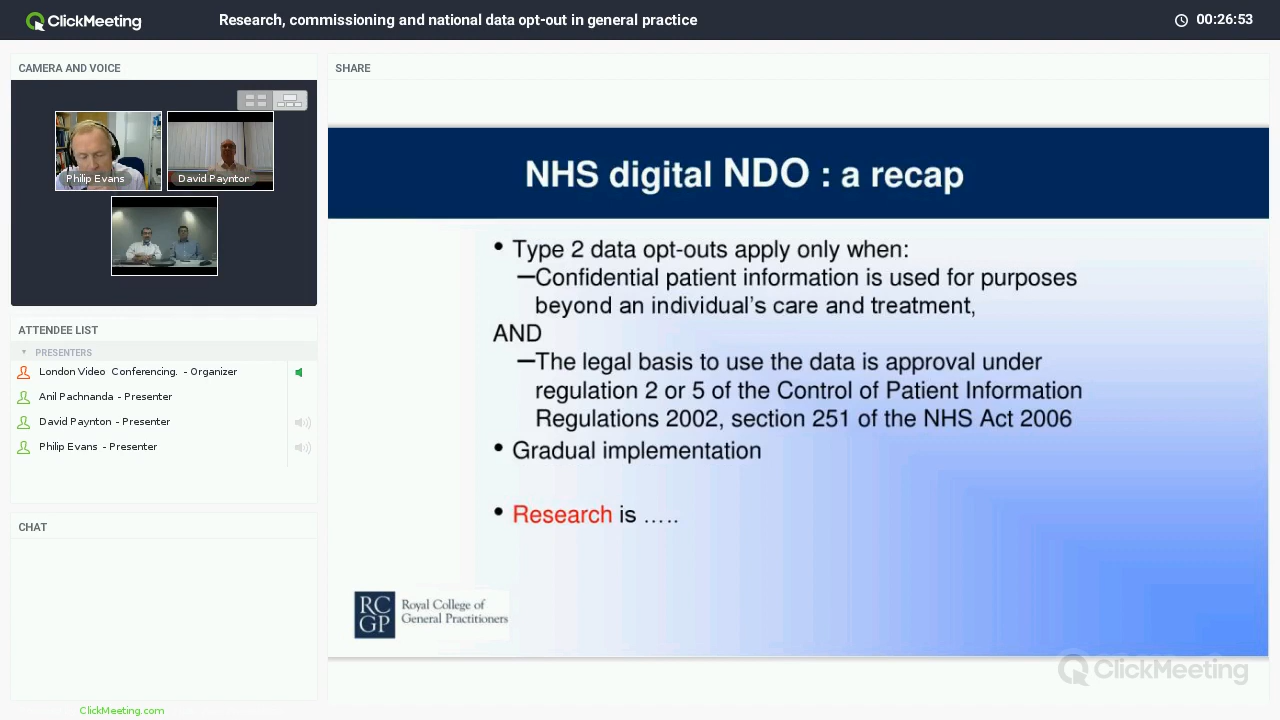 ClickMeeting
Research, commissioning and national data opt-out in general practice
00:26:53
CAMERA AND VOICE
Philip Evans
David Paynton
ATTENDEE LIST
PRESENTERS
London Video Conferencing. - Organizer
Anil Pachnanda - Presenter
David Paynton - Presenter
Philip Evans - Presenter
CHAT
ClickMeeting.com
SHARE
NHS digital NDO : a recap
• Type 2 data opt-outs apply only when:
–Confidential patient information is used for purposes
beyond an individual's care and treatment,
AND
–The legal basis to use the data is approval under
regulation 2 or 5 of the Control of Patient Information
Regulations 2002, section 251 of the NHS Act 2006
• Gradual implementation
• Research is …..
RC
GP
Royal College of
General Practitioners
ClickMeeting